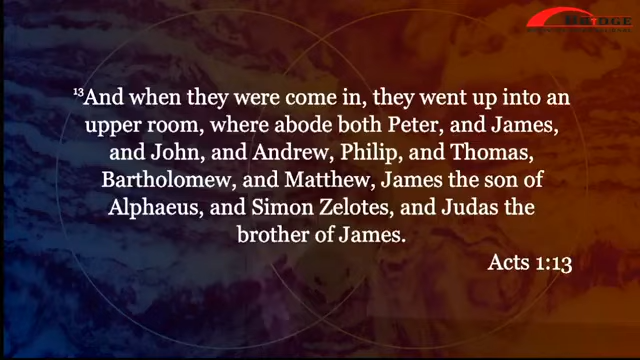 BRIDGE
¹³And when they were come in, they went up into an
upper room, where abode both Peter, and James,
and John, and Andrew, Philip, and Thomas,
Bartholomew, and Matthew, James the son of
Alphaeus, and Simon Zelotes, and Judas the
brother of James.
Acts 1:13